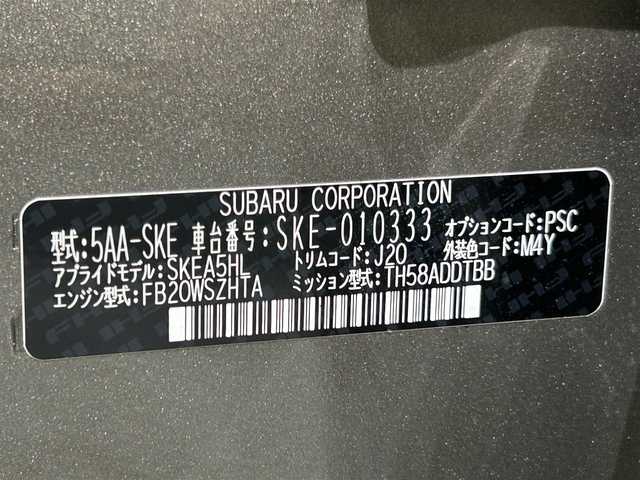 SUBARU CORPORATION
型式:5AA-SKE 車台番号:SKE-010333 オプションコード:PSC
アプライドモデル:SKEA5HL トリムコード:J20 外装色コード:M4Y
エンジン型式:FB20WSZHTA ミッション型式:TH58ADDTBB